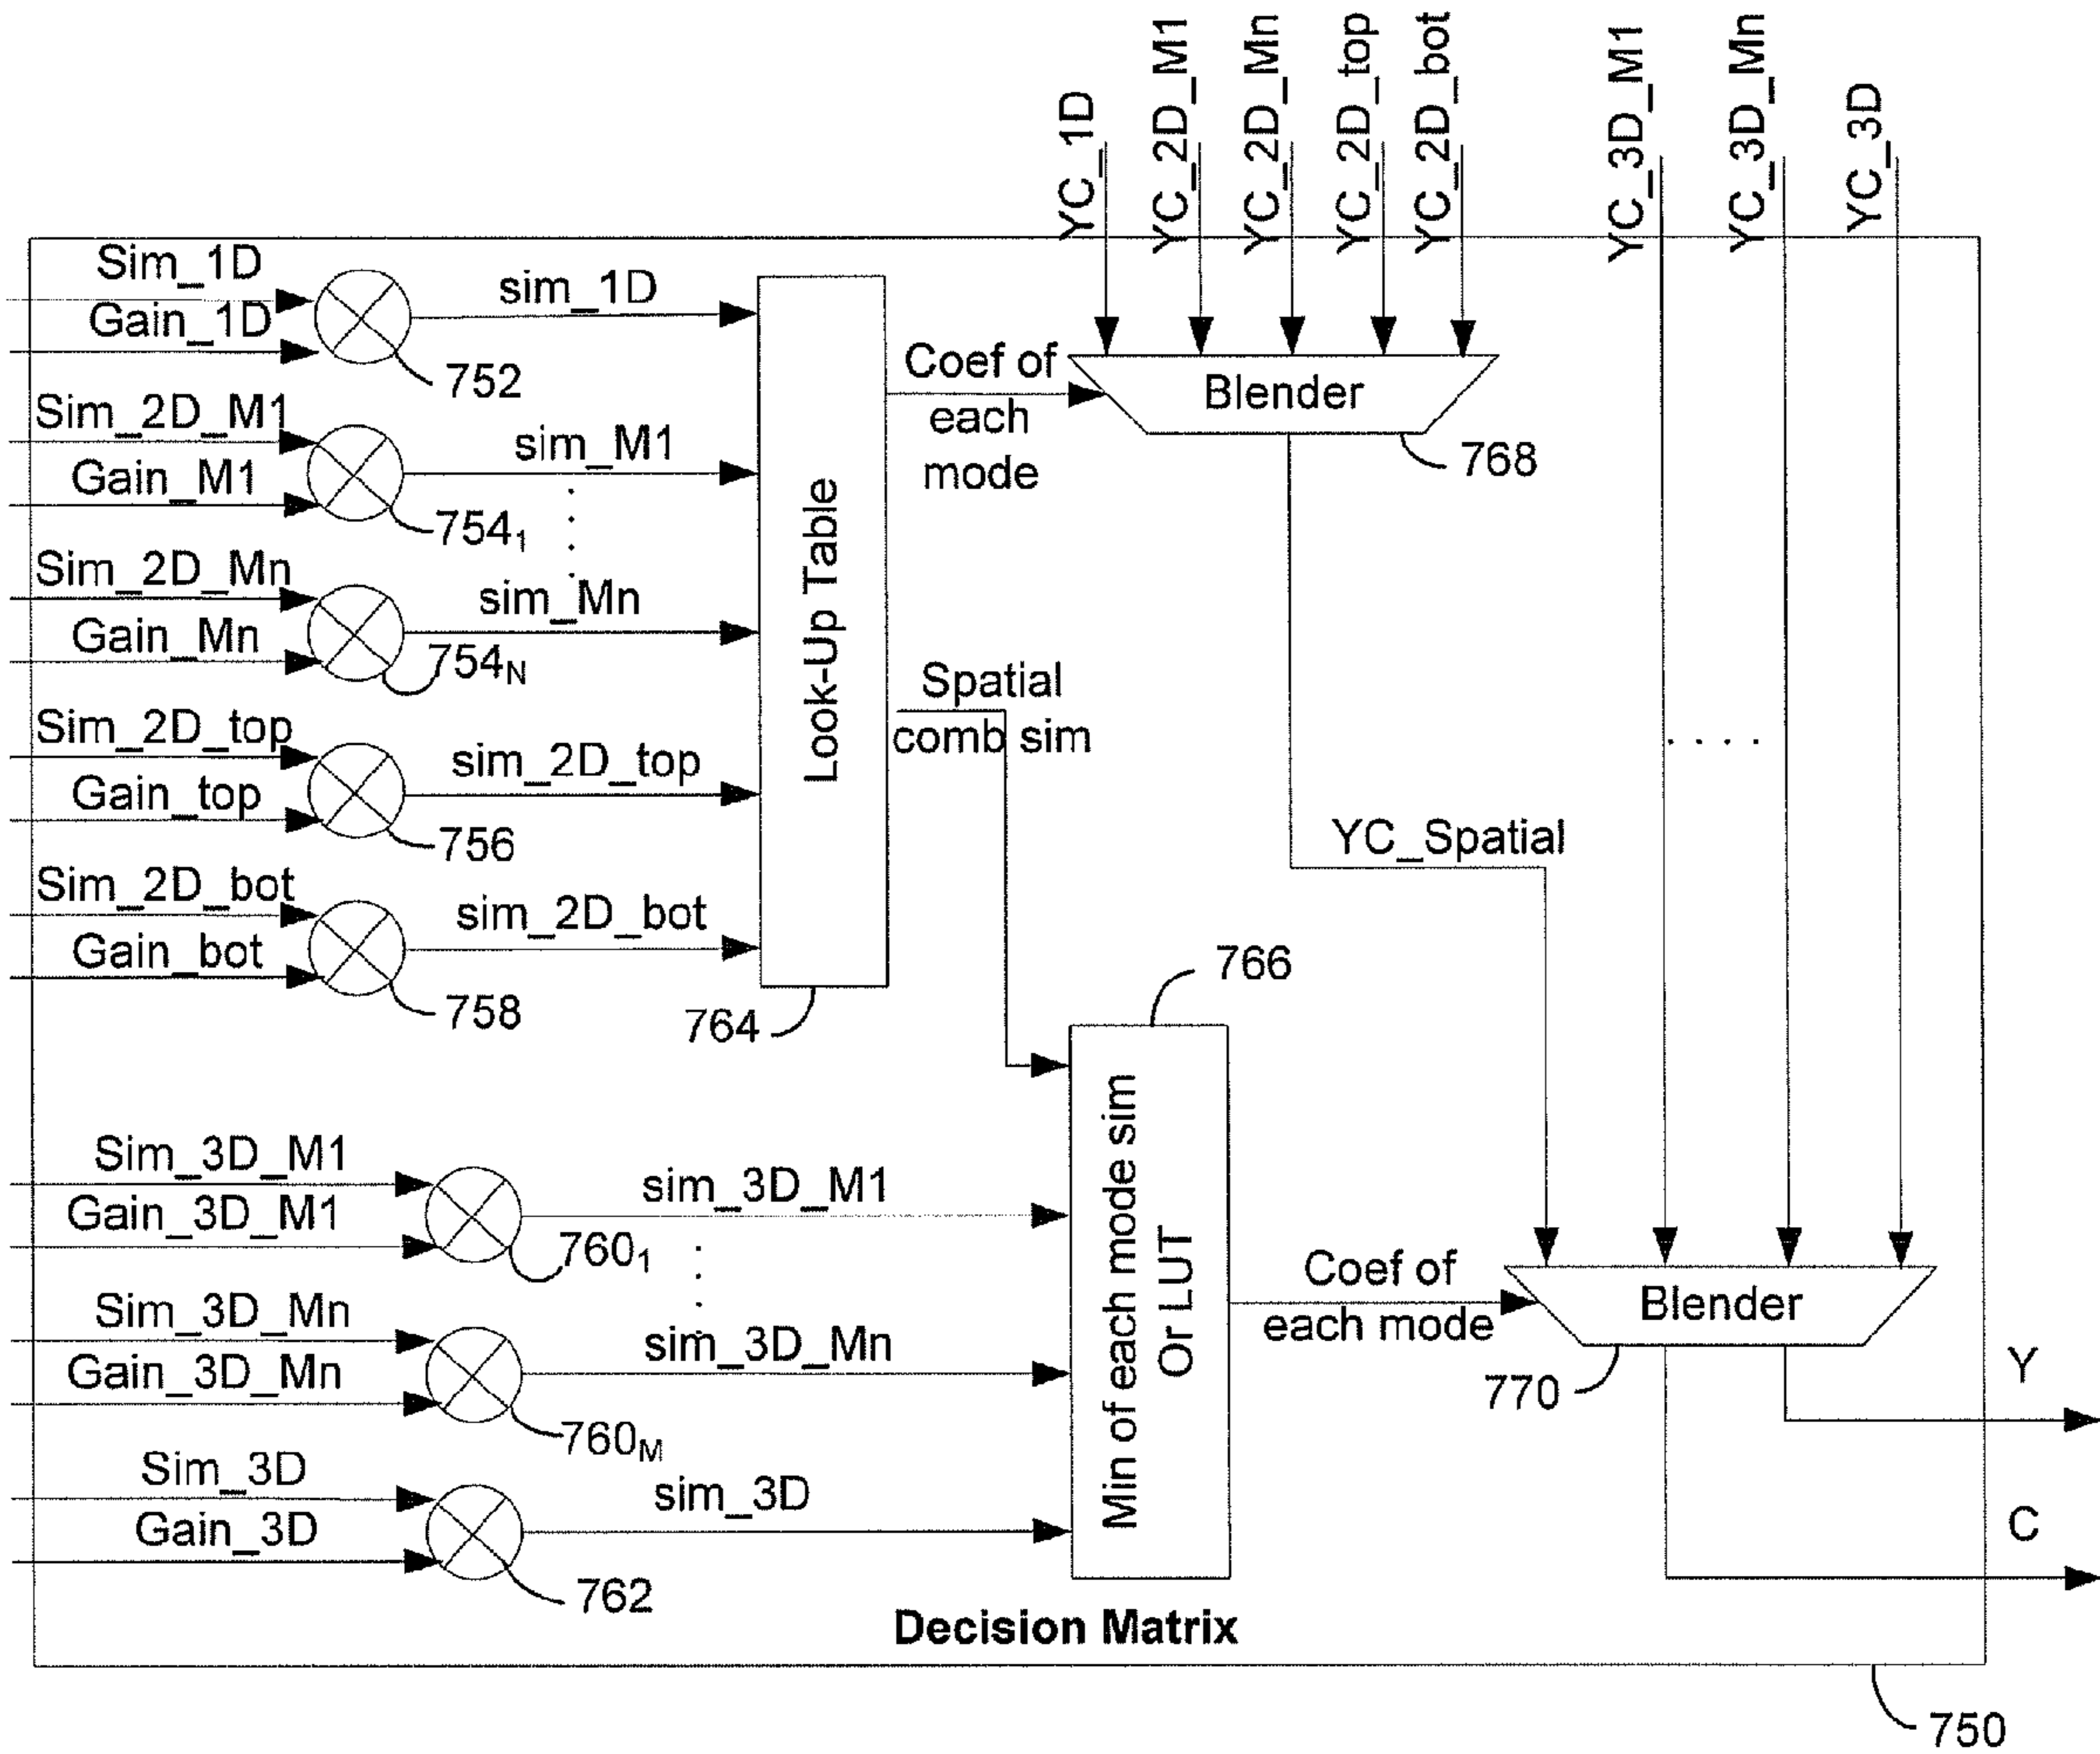 YC_1D
YC_2D_M1
YC_2D_Mn
YC_2D_top
YC_2D_bot
YC_3D_M1
YC_3D_Mn
YC_3D
Sim_1D
Gain_1D
sim_1D
752
Sim_2D_M1
Gain_M1
sim_M1
754₁
Sim_2D_Mn
Gain_Mn
sim_Mn
754N
Sim_2D_top
Gain_top
sim_2D_top
756
Sim_2D_bot
Gain_bot
sim_2D_bot
758
Look-Up Table
764
Coef of
each
mode
Blender
768
Spatial
comb sim
YC_Spatial
766
Sim_3D_M1
Gain_3D_M1
sim_3D_M1
760₁
Sim_3D_Mn
Gain_3D_Mn
sim_3D_Mn
760M
Sim_3D
Gain_3D
sim_3D
762
Min of each mode sim
Or LUT
Coef of
each mode
Blender
770
Y
C
Decision Matrix
750